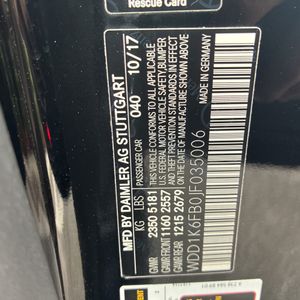 Rescue Card
MFD BY DAIMLER AG STUTTGART
PASSENGER CAR 040 10/17
KG LBS
GVWR 2350 5181
GAWR FRONT 1160 2557
GAWR REAR 1215 2679
THIS VEHICLE CONFORMS TO ALL APPLICABLE
U.S. FEDERAL MOTOR VEHICLE SAFETY, BUMPER
AND THEFT PREVENTION STANDARDS IN EFFECT
ON THE DATE OF MANUFACTURE SHOWN ABOVE
MADE IN GERMANY
WDD1K6FB0JF035006